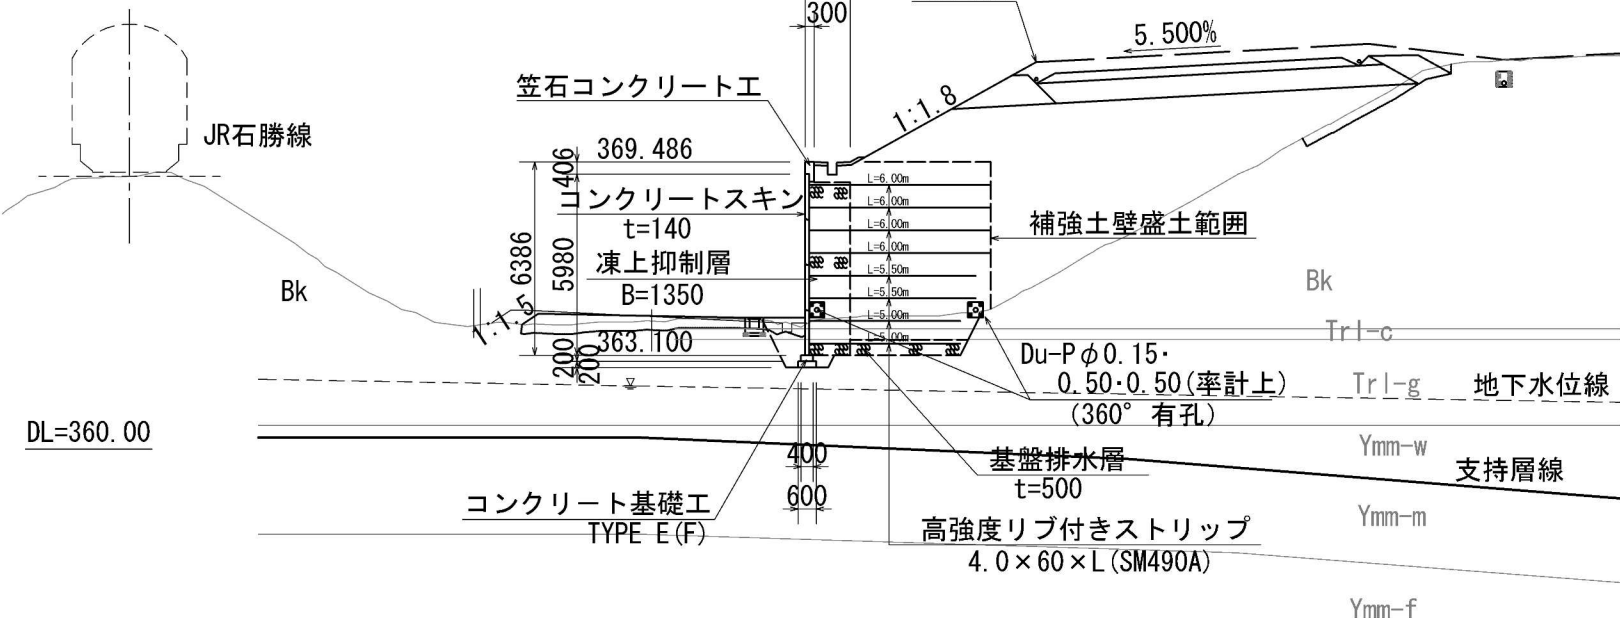 300
5.500%
笠石コンクリート工
1:1.8
JR石勝線
369.486
406
L=6.00m
コンクリートスキン
L=6.00m
t=140
L=6.00m
補強土壁盛土範囲
6386
5980
凍上抑制層
L=6.00m
Bk
B=1350
L=5.50m
Bk
L=5.50m
1:1.5
L=5.00m
Trl-c
363.100
L=5.00m
200
200
Du-Pφ0.15・
0.50・0.50(率計上)
(360° 有孔)
Trl-g
地下水位線
DL=360.00
Ymm-w
400
基盤排水層
t=500
支持層線
600
コンクリート基礎工
TYPE E(F)
Ymm-m
高強度リブ付きストリップ
4.0×60×L(SM490A)
Ymm-f